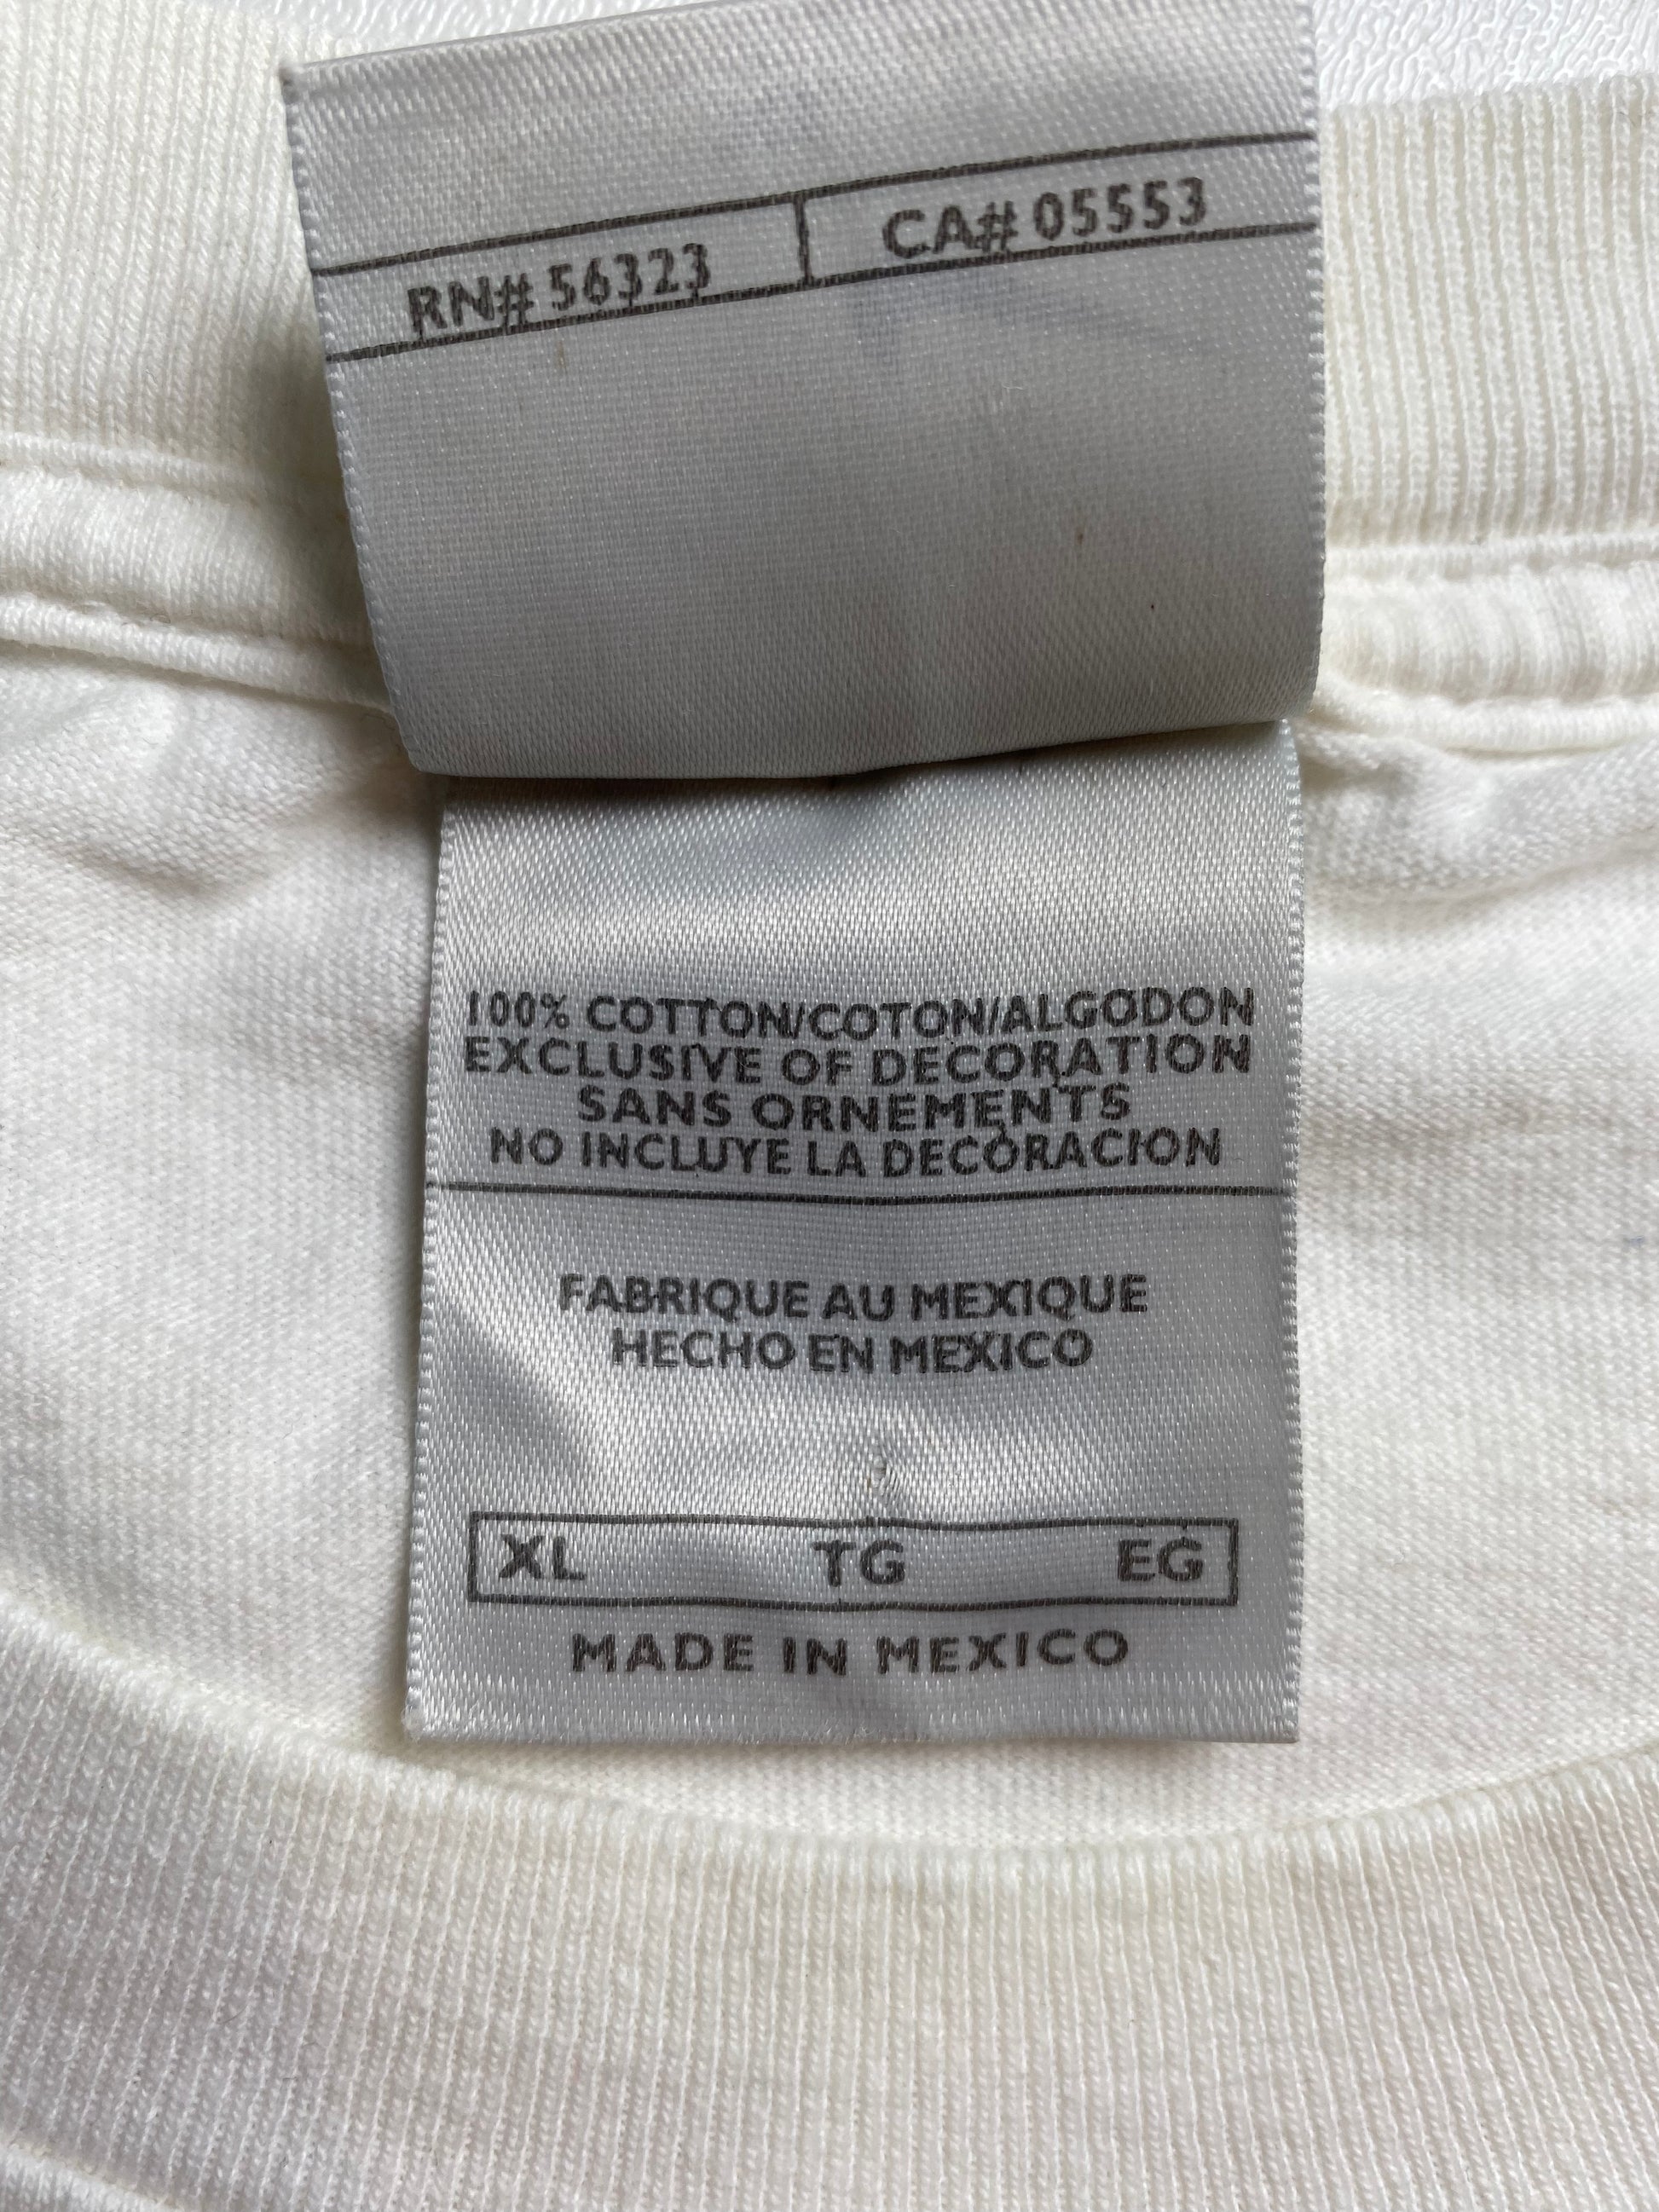 RN# 56323 CA# 05553
100% COTTON/COTON/ALGODON
EXCLUSIVE OF DECORATION
SANS ORNEMENTS
NO INCLUYE LA DECORACION
FABRIQUE AU MEXIQUE
HECHO EN MEXICO
XL TG EG
MADE IN MEXICO